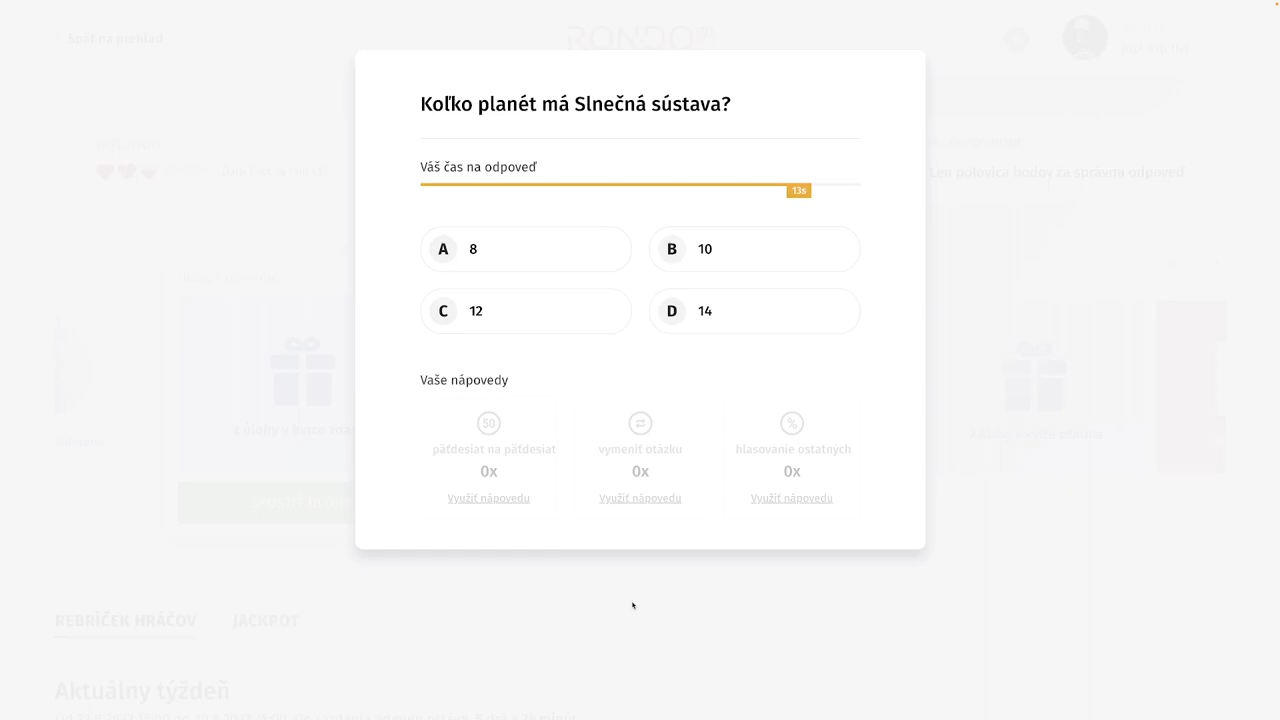 Späť na prehľad
RONDO
Koľko planét má Slnečná sústava?
Váš čas na odpoveď
13s
A 8
B 10
C 12
D 14
Len polovica bodov za správnu odpoveď
Vaše nápovedy
50
päťdesiat na päťdesiat
0x
Využiť nápovedu
vymeniť otázku
0x
Využiť nápovedu
%
hlasovanie ostatných
0x
Využiť nápovedu
REBRÍČEK HRÁČOV
JACKPOT
Aktuálny týždeň